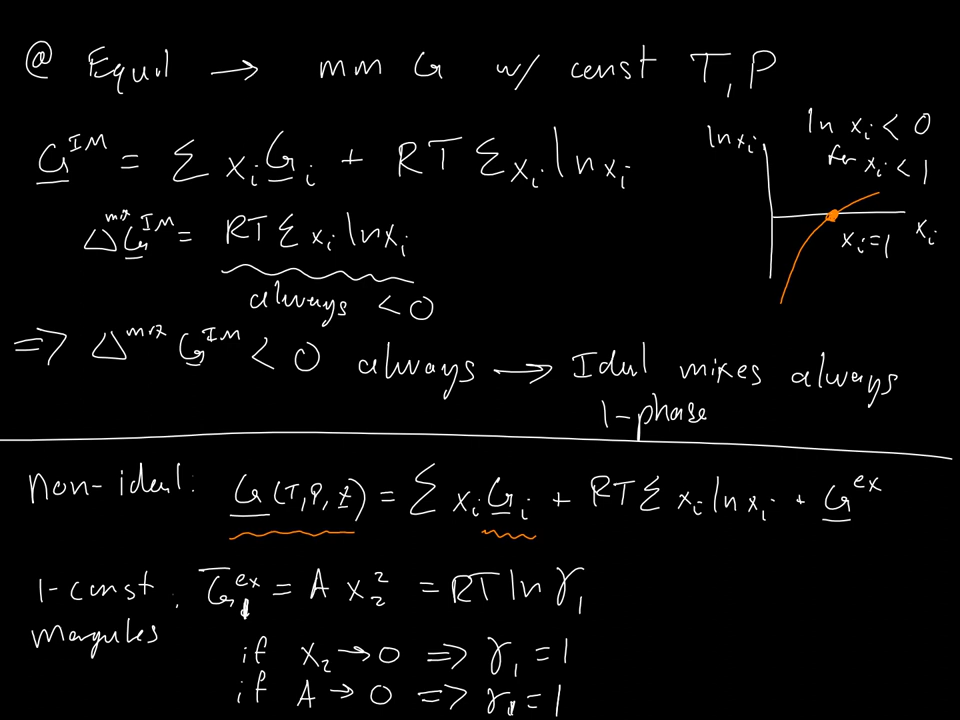 @ Equil → min G w/ const T, P
G^IM = Σ x_i G_i + RT Σ x_i ln x_i
ln x_i
ln x_i < 0
for x_i < 1
x_i = 1
x_i
Δ^mix G^IM = RT Σ x_i ln x_i
always < 0
⇒ Δ^mix G^IM < 0 always → Ideal mixes always
1-phase
non-ideal: G (T, P, x) = Σ x_i G_i + RT Σ x_i ln x_i + G^ex
1-const. G̅_1^ex = A x_2^2 = RT ln γ_1
margules
if x_2 → 0 ⇒ γ_1 = 1
if A → 0 ⇒ γ_1 = 1